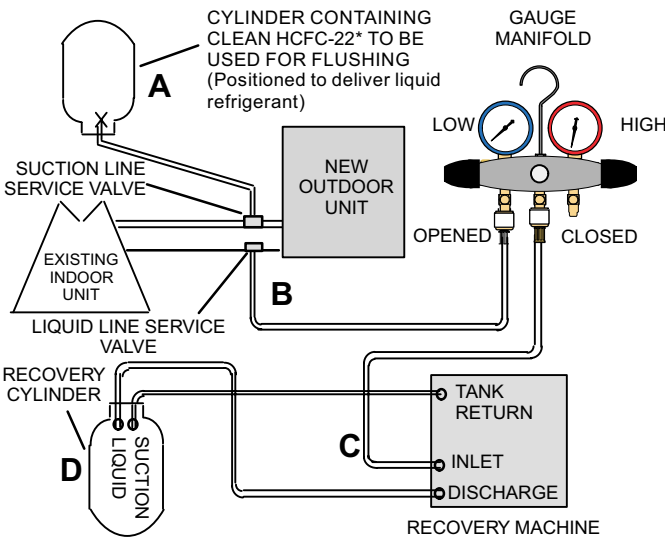 CYLINDER CONTAINING
CLEAN HCFC-22* TO BE
USED FOR FLUSHING
(Positioned to deliver liquid
refrigerant)
A
GAUGE
MANIFOLD
LOW
HIGH
SUCTION LINE
SERVICE VALVE
NEW
OUTDOOR
UNIT
EXISTING
INDOOR
UNIT
OPENED
CLOSED
B
LIQUID LINE SERVICE
VALVE
RECOVERY
CYLINDER
TANK
RETURN
C
D
LIQUID
SUCTION
INLET
DISCHARGE
RECOVERY MACHINE